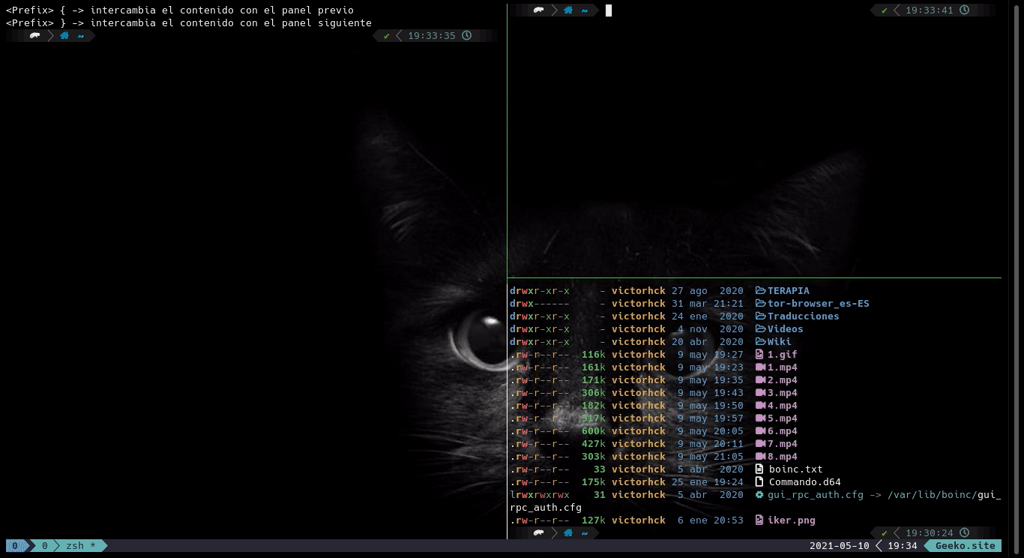 <Prefix> { -> intercambia el contenido con el panel previo
<Prefix> } -> intercambia el contenido con el panel siguiente
~ ✔ 19:33:35
~ ✔ 19:33:41
drwxr-xr-x - victorhck 27 ago 2020 TERAPIA
drwx------ - victorhck 31 mar 21:21 tor-browser_es-ES
drwxr-xr-x - victorhck 24 ene 2020 Traducciones
drwxr-xr-x - victorhck 4 nov 2020 Videos
drwxr-xr-x - victorhck 20 abr 2020 Wiki
.rw-r--r-- 116k victorhck 9 may 19:27 1.gif
.rw-r--r-- 161k victorhck 9 may 19:23 1.mp4
.rw-r--r-- 171k victorhck 9 may 19:35 2.mp4
.rw-r--r-- 306k victorhck 9 may 19:43 3.mp4
.rw-r--r-- 182k victorhck 9 may 19:50 4.mp4
.rw-r--r-- 517k victorhck 9 may 19:57 5.mp4
.rw-r--r-- 600k victorhck 9 may 20:05 6.mp4
.rw-r--r-- 427k victorhck 9 may 20:11 7.mp4
.rw-r--r-- 303k victorhck 9 may 21:05 8.mp4
.rw-r--r-- 33 victorhck 5 abr 2020 boinc.txt
.rw-r--r-- 175k victorhck 25 ene 19:24 Commando.d64
lrwxrwxrwx 31 victorhck 5 abr 2020 gui_rpc_auth.cfg -> /var/lib/boinc/gui_
rpc_auth.cfg
.rw-r--r-- 127k victorhck 6 ene 20:53 iker.png
~ ✔ 19:30:24
0 0 zsh * 2021-05-10 19:34 Geeko.site